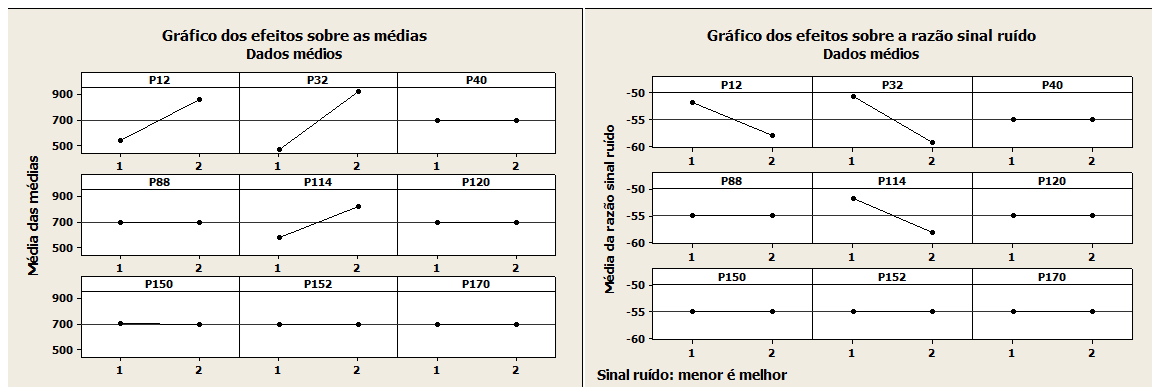 Gráfico dos efeitos sobre as médias
Dados médios
Média das médias
P12 P32 P40
900
700
500
1 2 1 2 1 2
P88 P114 P120
900
700
500
1 2 1 2 1 2
P150 P152 P170
900
700
500
1 2 1 2 1 2
Gráfico dos efeitos sobre a razão sinal ruído
Dados médios
Média da razão sinal ruído
P12 P32 P40
-50
-55
-60
1 2 1 2 1 2
P88 P114 P120
-50
-55
-60
1 2 1 2 1 2
P150 P152 P170
-50
-55
-60
1 2 1 2 1 2
Sinal ruído: menor é melhor